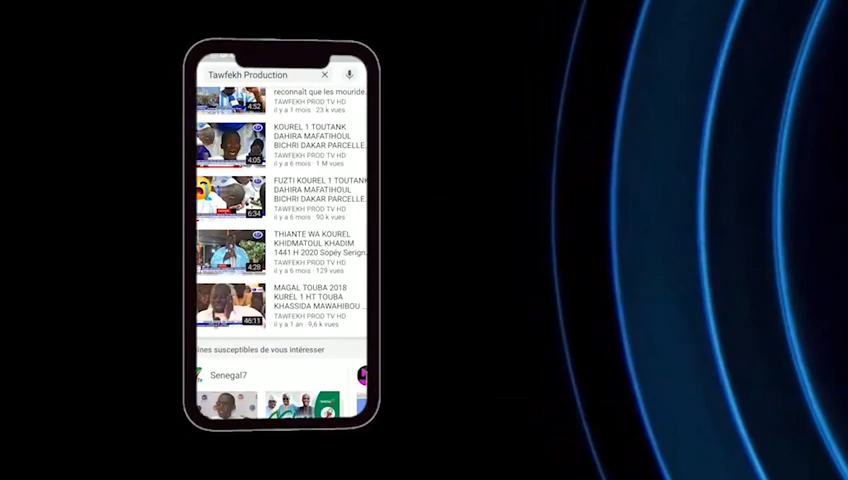 Tawfekh Production
reconnaît que les mouride.
TAWFEKH PROD TV HD
il y a 1 mois · 23 k vues
4:52
KOUREL 1 TOUTANK
DAHIRA MAFATIHOUL
BICHRI DAKAR PARCELLE.
TAWFEKH PROD TV HD
il y a 6 mois · 1 M vues
4:05
FUZTI KOUREL 1 TOUTANK
DAHIRA MAFATIHOUL
BICHRI DAKAR PARCELLE.
TAWFEKH PROD TV HD
il y a 6 mois · 90 k vues
6:34
THIANTE WA KOUREL
KHIDMATOUL KHADIM
1441 H 2020 Sopéy Serign..
TAWFEKH PROD TV HD
il y a 6 mois · 129 vues
4:28
MAGAL TOUBA 2018
KUREL 1 HT TOUBA
KHASSIDA MAWAHIBOU ...
TAWFEKH PROD TV HD
il y a 1 an · 9,6 k vues
46:11
ines susceptibles de vous intéresser
Senegal7